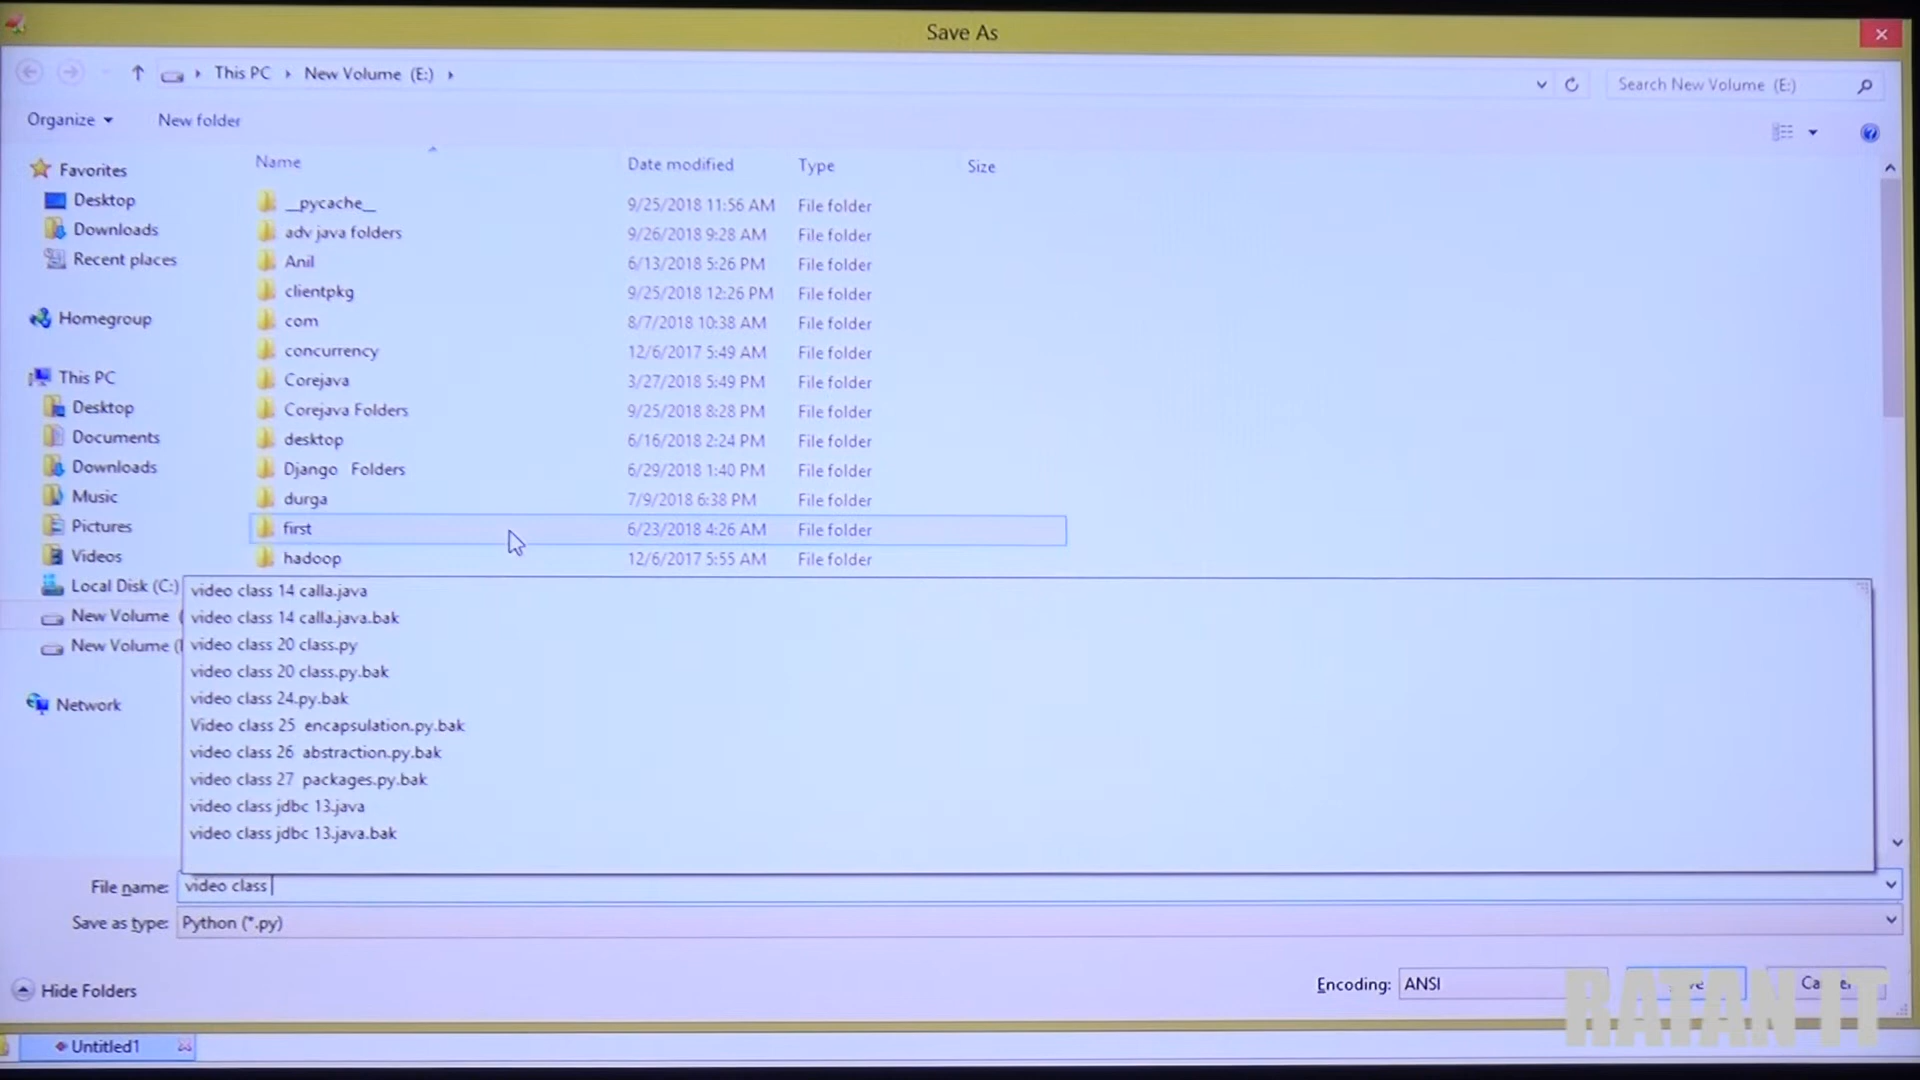 Save As
This PC
New Volume (E:)
Search New Volume (E:)
Organize
New folder
Name
Date modified
Type
Size
Favorites
Desktop
Downloads
Recent places
Homegroup
This PC
Desktop
Documents
Downloads
Music
Pictures
Videos
Local Disk (C:)
New Volume (
New Volume (
Network
__pycache__ 9/25/2018 11:56 AM File folder
adv java folders 9/26/2018 9:28 AM File folder
Anil 6/13/2018 5:26 PM File folder
clientpkg 9/25/2018 12:26 PM File folder
com 8/7/2018 10:38 AM File folder
concurrency 12/6/2017 5:49 AM File folder
Corejava 3/27/2018 5:49 PM File folder
Corejava Folders 9/25/2018 8:28 PM File folder
desktop 6/16/2018 2:24 PM File folder
Django Folders 6/29/2018 1:40 PM File folder
durga 7/9/2018 6:38 PM File folder
first 6/23/2018 4:26 AM File folder
hadoop 12/6/2017 5:55 AM File folder
video class 14 calla.java
video class 14 calla.java.bak
video class 20 class.py
video class 20 class.py.bak
video class 24.py.bak
Video class 25 encapsulation.py.bak
video class 26 abstraction.py.bak
video class 27 packages.py.bak
video class jdbc 13.java
video class jdbc 13.java.bak
File name: video class
Save as type: Python (*.py)
Hide Folders
Encoding: ANSI
RATAN IT
Untitled1